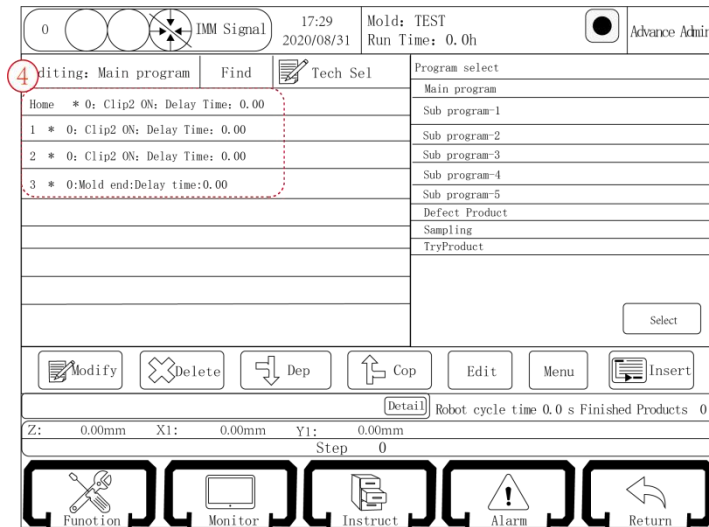 0 IMM Signal 17:29 2020/08/31 Mold: TEST Run Time: 0.0h Advance Admin
4
diting: Main program Find Tech Sel
Home * 0: Clip2 ON: Delay Time: 0.00
1 * 0: Clip2 ON: Delay Time: 0.00
2 * 0: Clip2 ON: Delay Time: 0.00
3 * 0:Mold end:Delay time:0.00
Program select
Main program
Sub program-1
Sub program-2
Sub program-3
Sub program-4
Sub program-5
Defect Product
Sampling
TryProduct
Select
Modify Delete Dep Cop Edit Menu Insert
Detail Robot cycle time 0.0 s Finished Products 0
Z: 0.00mm X1: 0.00mm Y1: 0.00mm
Step 0
Funotion Monitor Instruct Alarm Return